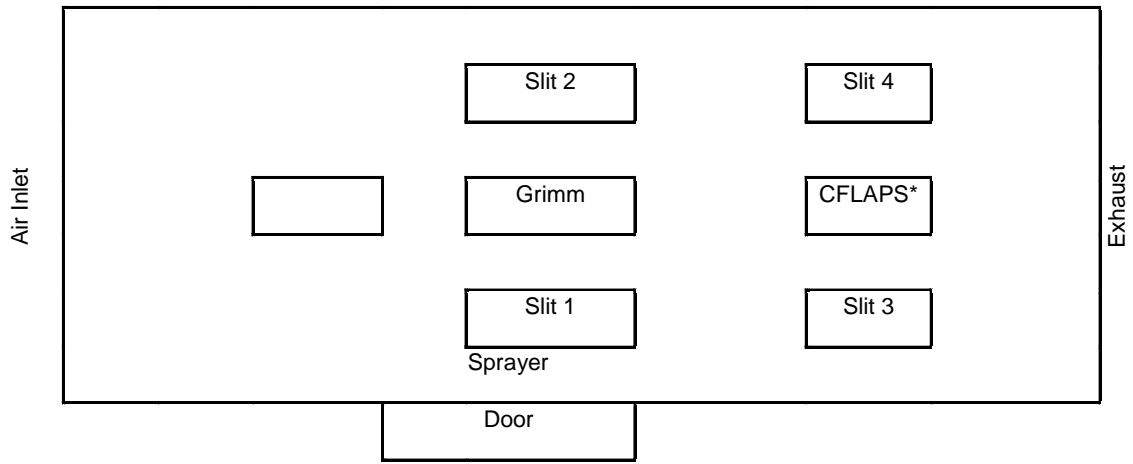 Slit 2
Slit 4
Air Inlet
Grimm
CFLAPS*
Exhaust
Slit 1
Slit 3
Sprayer
Door